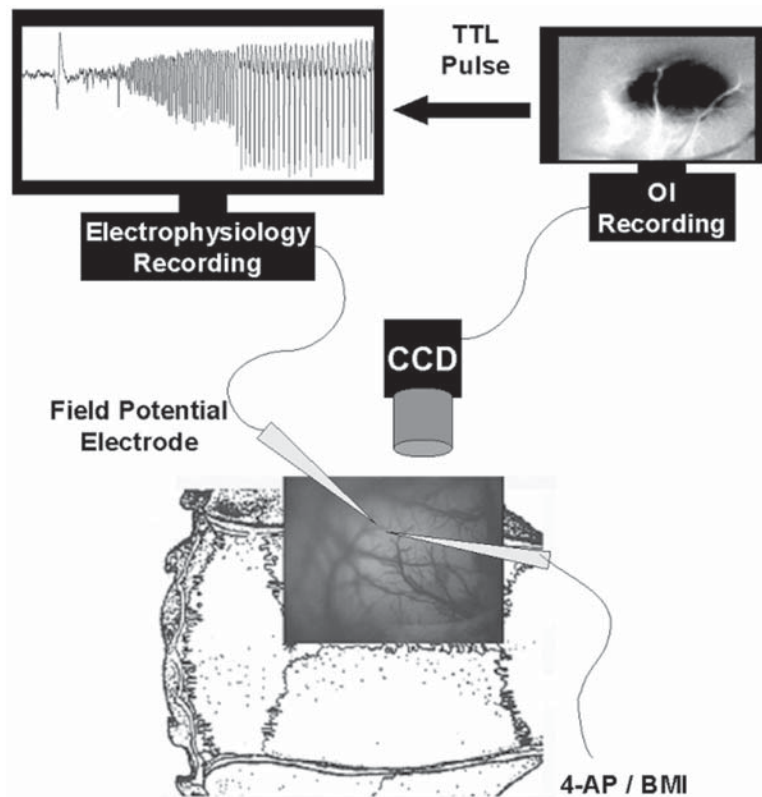 TTL
Pulse
OI
Recording
Electrophysiology
Recording
CCD
Field Potential
Electrode
4-AP / BMI